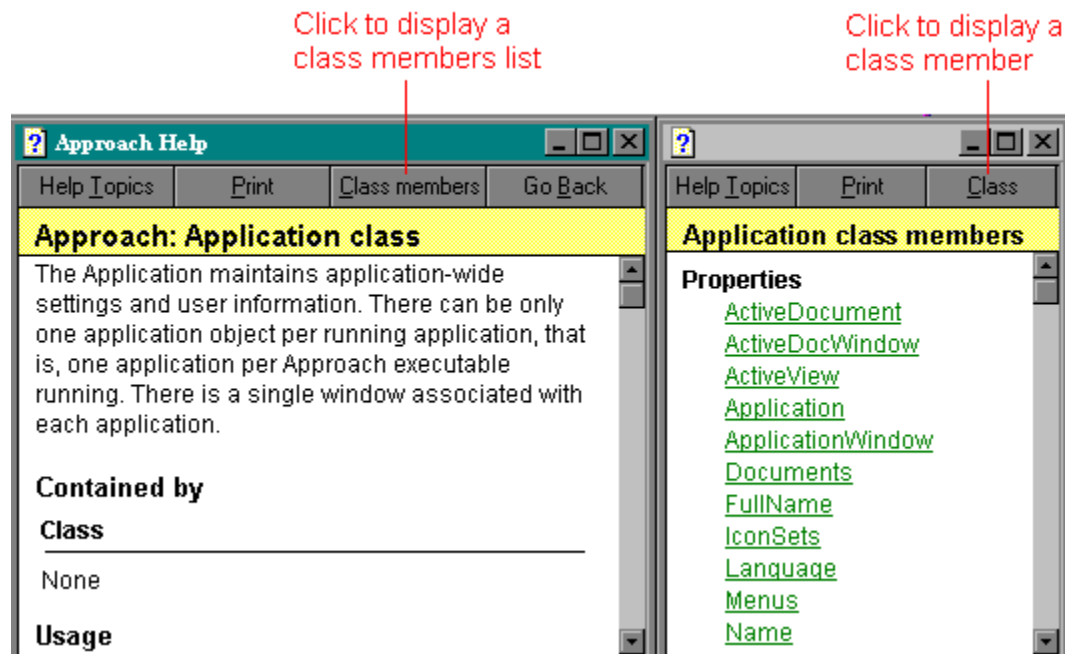 Click to display a
class members list
Click to display a
class member
? Approach Help
Help Topics Print Class members Go Back
Approach: Application class
The Application maintains application-wide
settings and user information. There can be only
one application object per running application, that
is, one application per Approach executable
running. There is a single window associated with
each application.
Contained by
Class
None
Usage
?
Help Topics Print Class
Application class members
Properties
ActiveDocument
ActiveDocWindow
ActiveView
Application
ApplicationWindow
Documents
FullName
IconSets
Language
Menus
Name